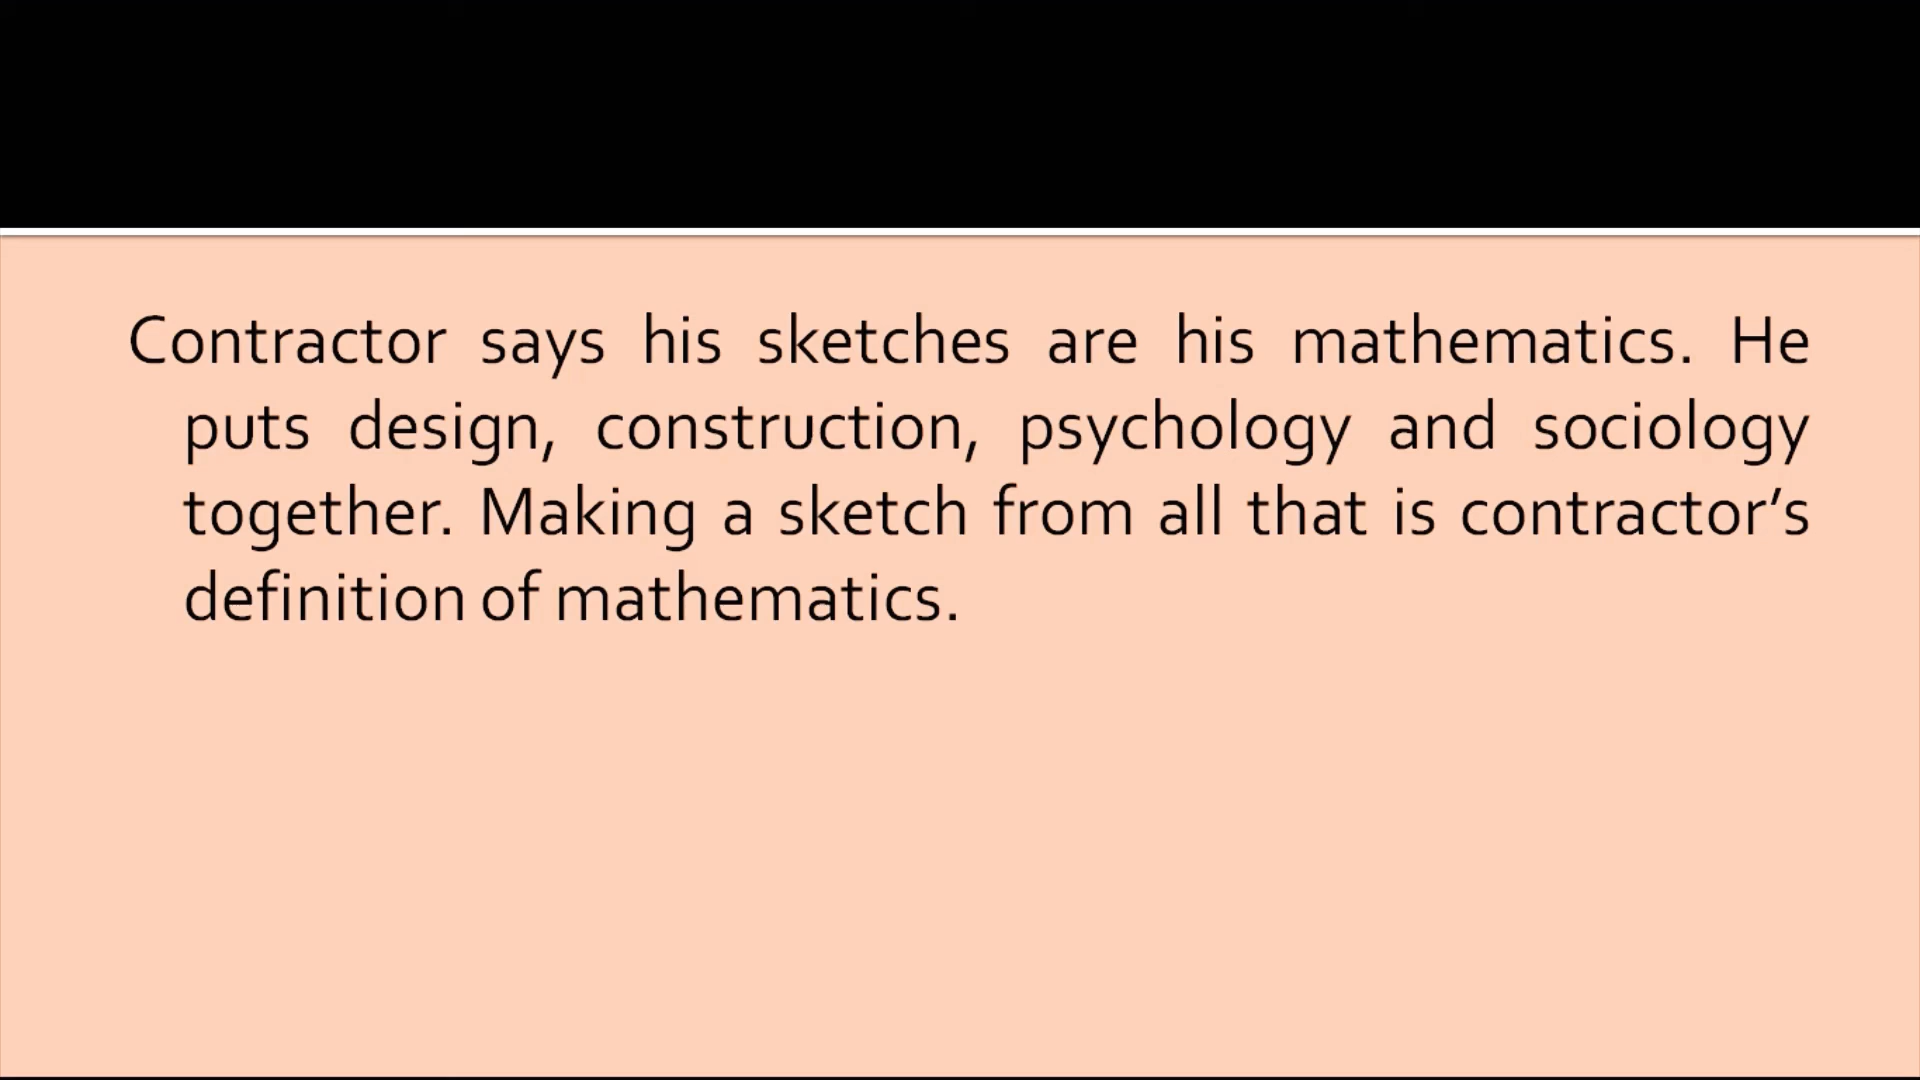 Contractor says his sketches are his mathematics. He
puts design, construction, psychology and sociology
together. Making a sketch from all that is contractor’s
definition of mathematics.